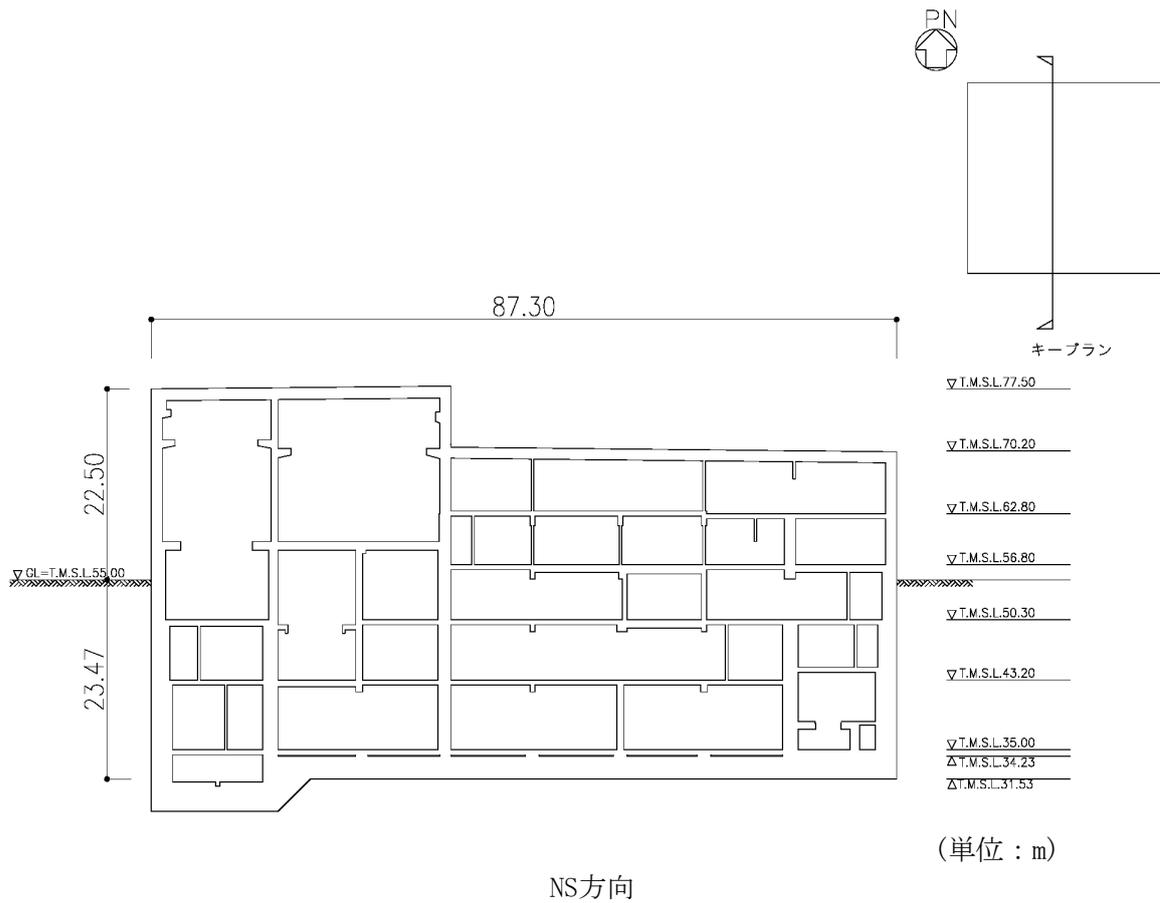 PN
キープラン
87.30
22.50
23.47
▽GL=T.M.S.L.55.00
▽T.M.S.L.77.50
▽T.M.S.L.70.20
▽T.M.S.L.62.80
▽T.M.S.L.56.80
▽T.M.S.L.50.30
▽T.M.S.L.43.20
▽T.M.S.L.35.00
△T.M.S.L.34.23
△T.M.S.L.31.53
(単位：m)
NS方向